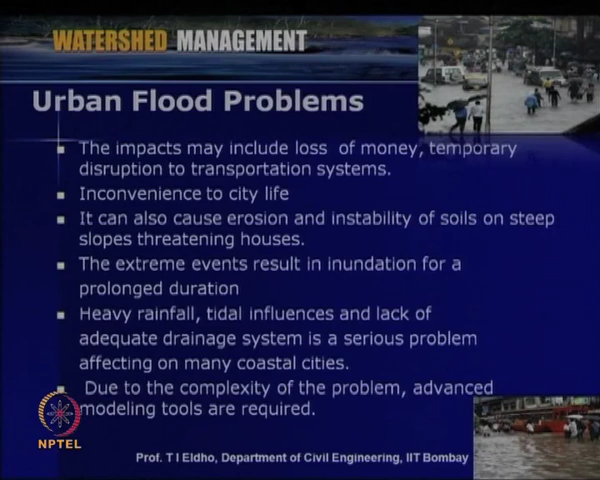 WATERSHED MANAGEMENT
Urban Flood Problems
The impacts may include loss of money, temporary
disruption to transportation systems.
Inconvenience to city life
It can also cause erosion and instability of soils on steep
slopes threatening houses.
The extreme events result in inundation for a
prolonged duration
Heavy rainfall, tidal influences and lack of
adequate drainage system is a serious problem
affecting on many coastal cities.
Due to the complexity of the problem, advanced
modeling tools are required.
NPTEL
Prof. T I Eldho, Department of Civil Engineering, IIT Bombay